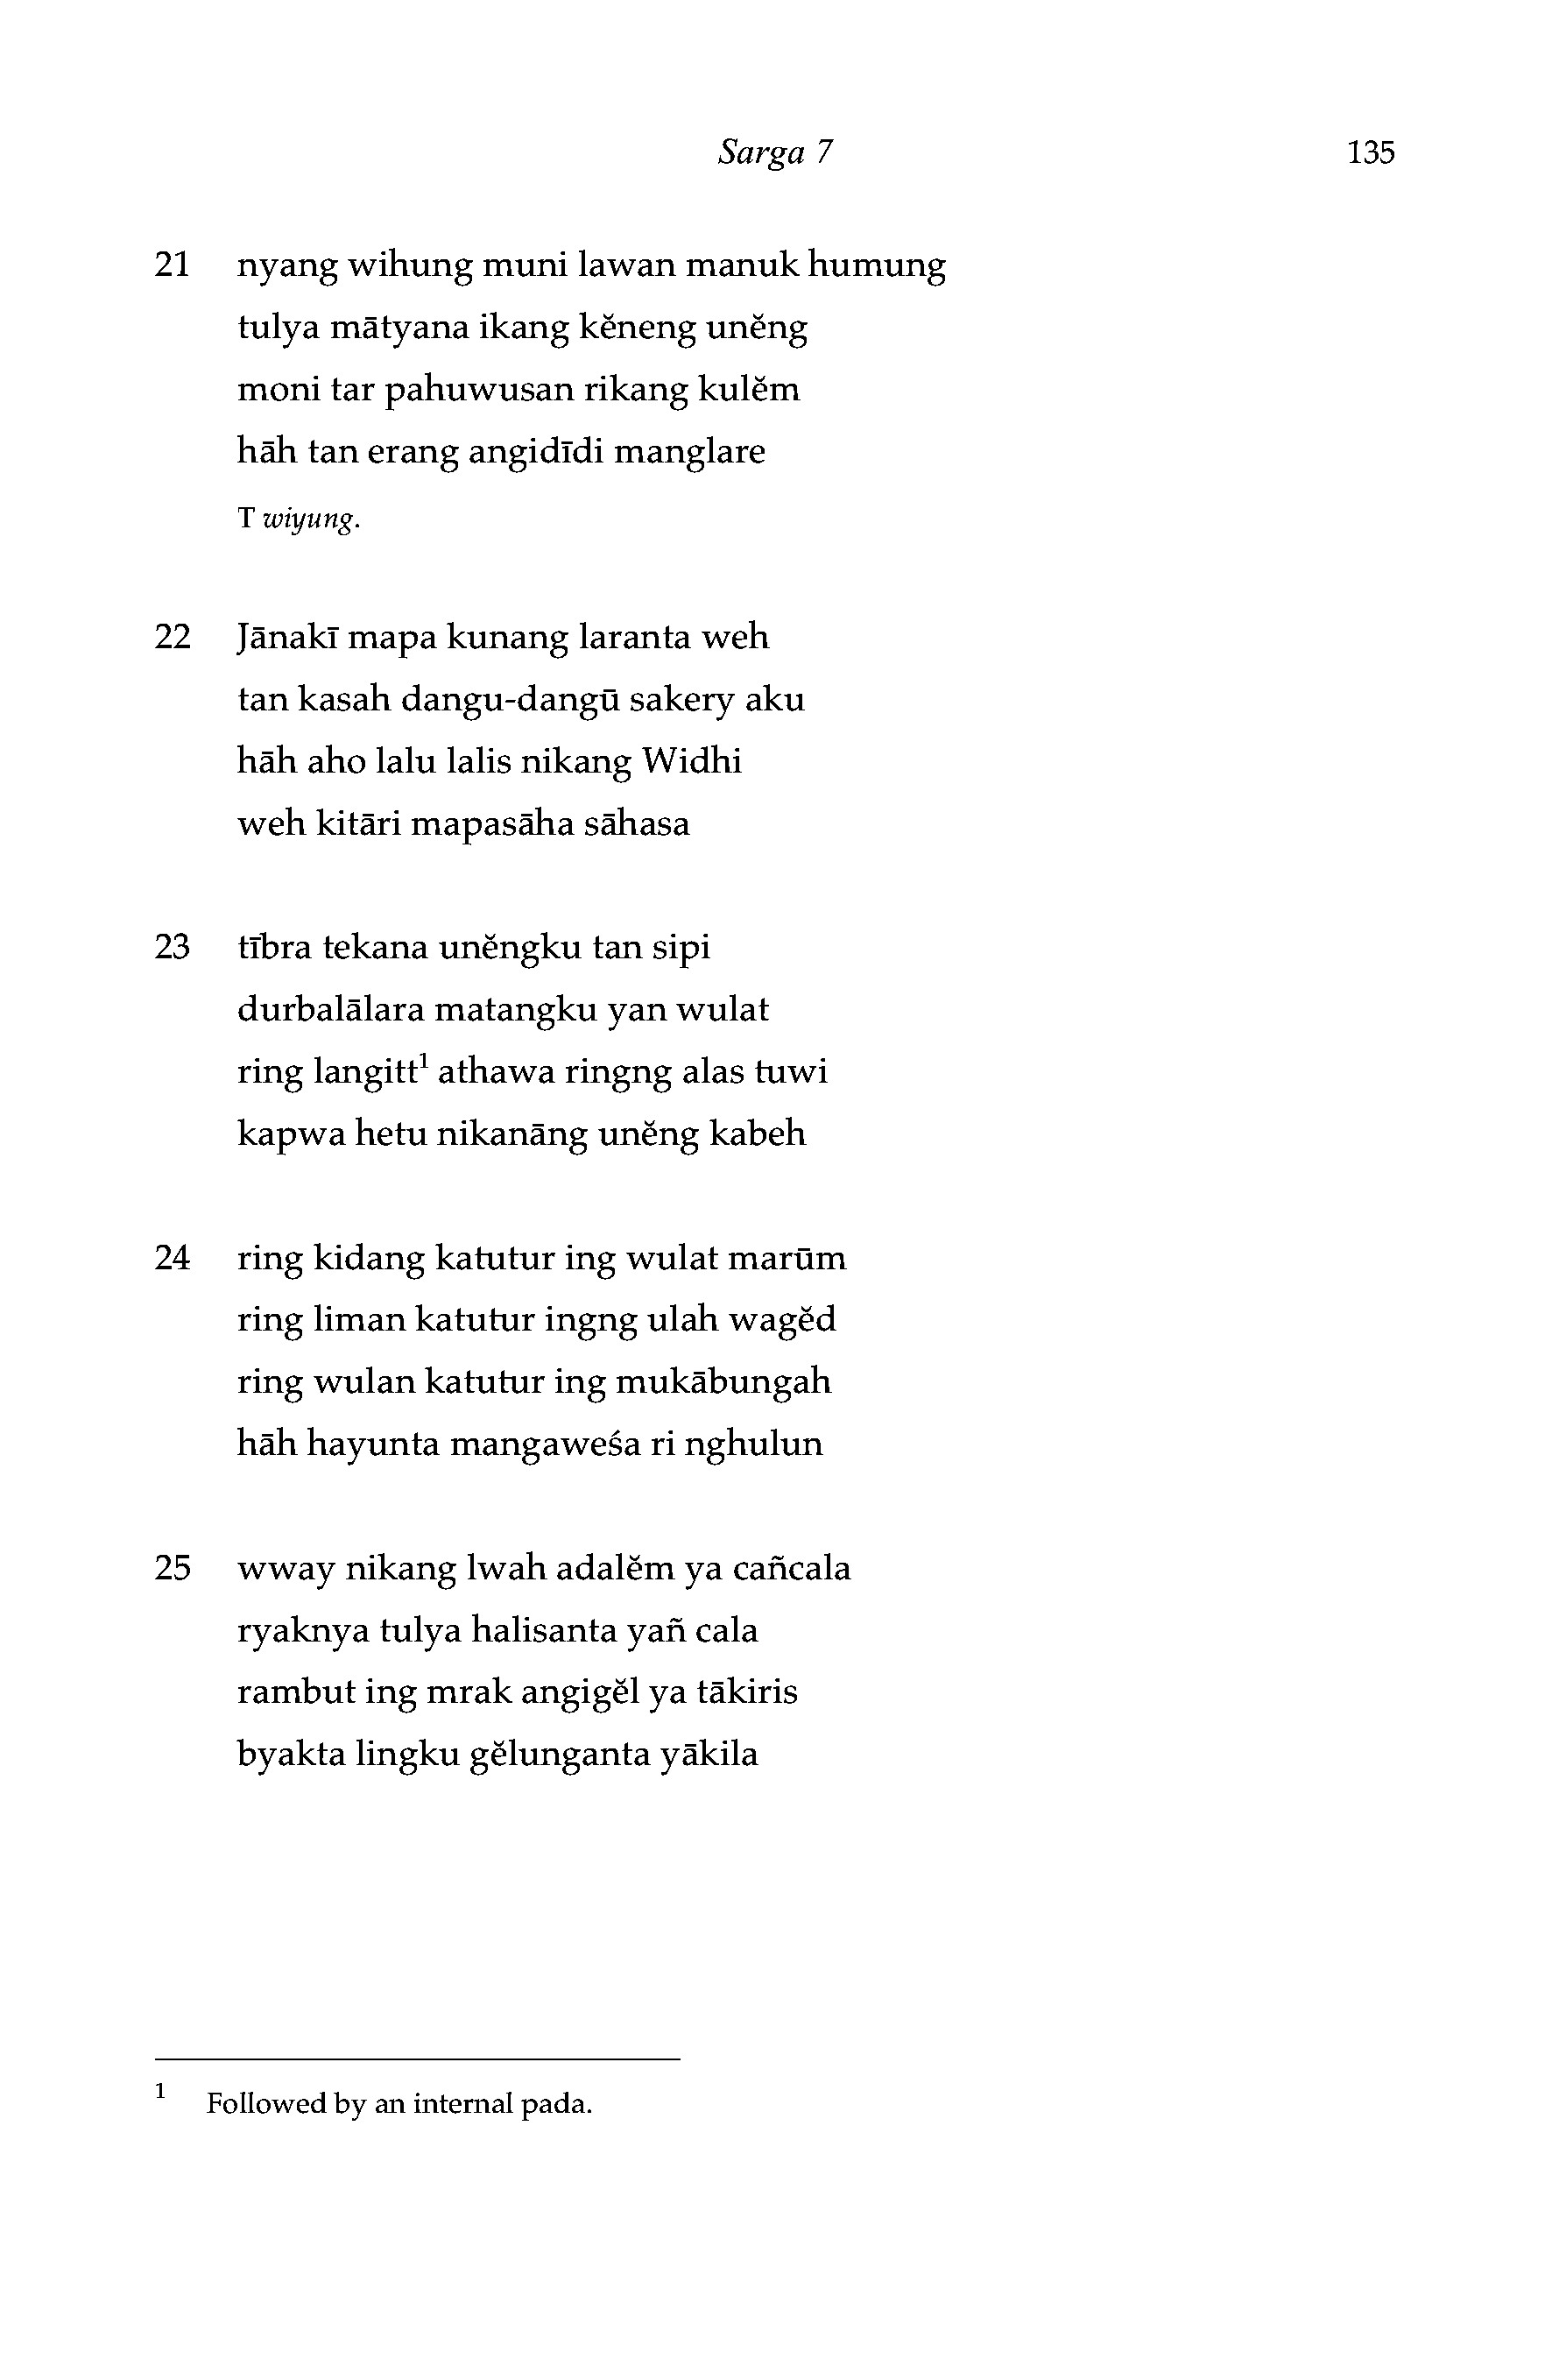 Sarga 7 135
21 nyang wihung muni lawan manuk humung
tulya mātyana ikang kĕneng unĕng
moni tar pahuwusan rikang kulĕm
hāh tan erang angidīdi manglare
T wiyung.
22 Jānakī mapa kunang laranta weh
tan kasah dangu-dangū sakery aku
hāh aho lalu lalis nikang Widhi
weh kitāri mapasāha sāhasa
23 tībra tekana unĕngku tan sipi
durbalālara matangku yan wulat
ring langitt¹ athawa ringng alas tuwi
kapwa hetu nikanāng unĕng kabeh
24 ring kidang katutur ing wulat marūm
ring liman katutur ingng ulah wagĕd
ring wulan katutur ing mukābungah
hāh hayunta mangaweśa ri nghulun
25 wway nikang lwah adalĕm ya cañcala
ryaknya tulya halisanta yañ cala
rambut ing mrak angigĕl ya tākiris
byakta lingku gĕlunganta yākila
1 Followed by an internal pada.